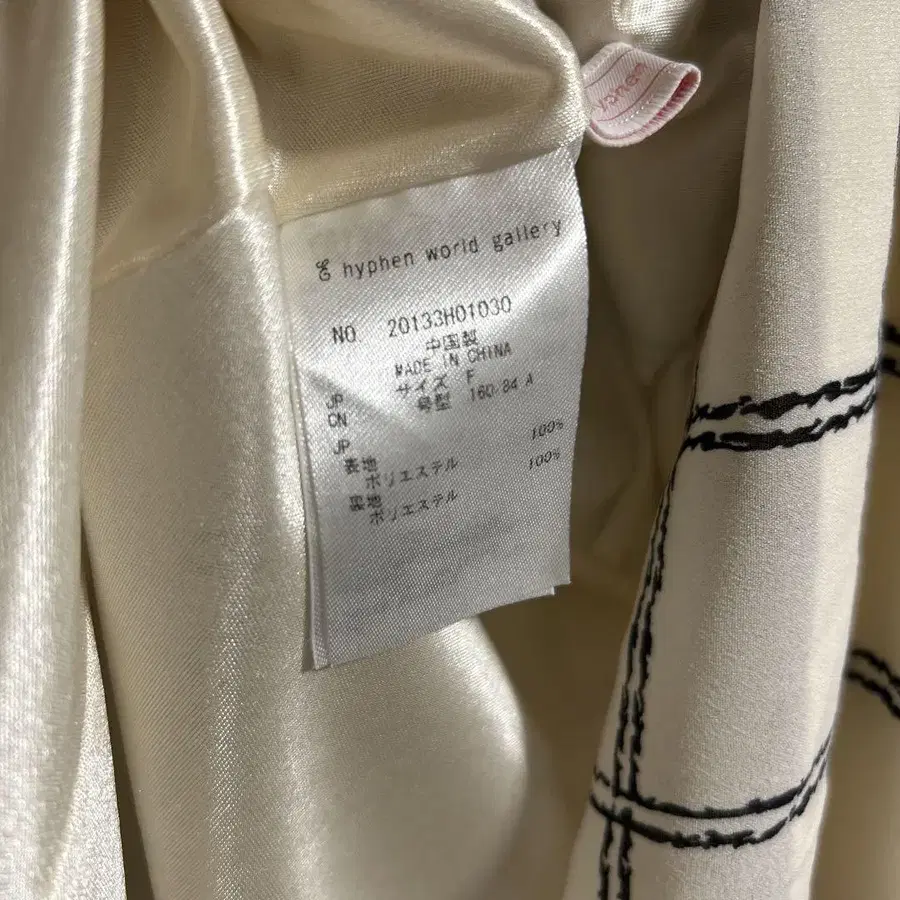 hyphen world gallery
NO. 20133H01030
中国製
MADE IN CHINA
JP サイズ F
CN 号型 160-84 A
JP
表地
ポリエステル 100%
裏地
ポリエステル 100%